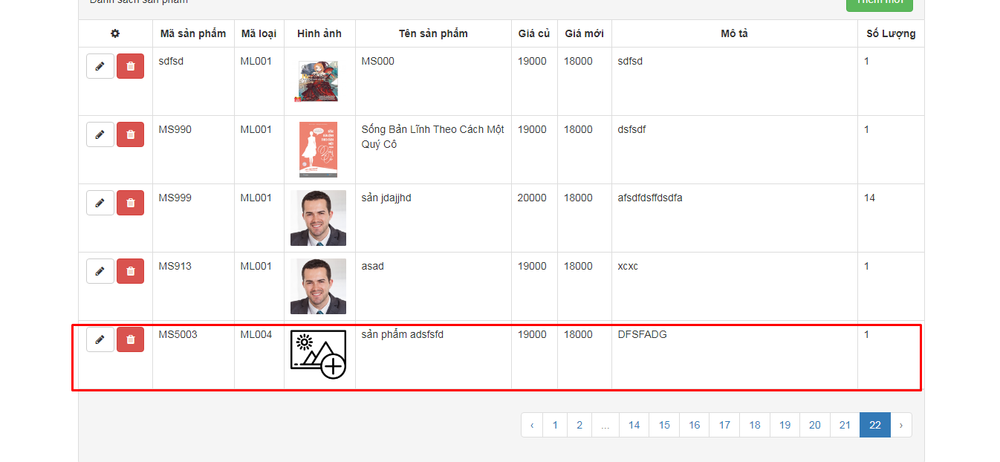 Danh sách sản phẩm
Thêm mới
Mã sản phẩm Mã loại Hình ảnh Tên sản phẩm Giá củ Giá mới Mô tả Số Lượng
sdfsd ML001 MS000 19000 18000 sdfsd 1
MS990 ML001 Sống Bản Lĩnh Theo Cách Một 19000 18000 dsfsdf 1
Quý Cô
MS999 ML001 sản jdajjhd 20000 18000 afsdfdsffdsdfa 14
MS913 ML001 asad 19000 18000 xcxc 1
MS5003 ML004 sản phẩm adsfsfd 19000 18000 DFSFADG 1
‹ 1 2 ... 14 15 16 17 18 19 20 21 22 ›